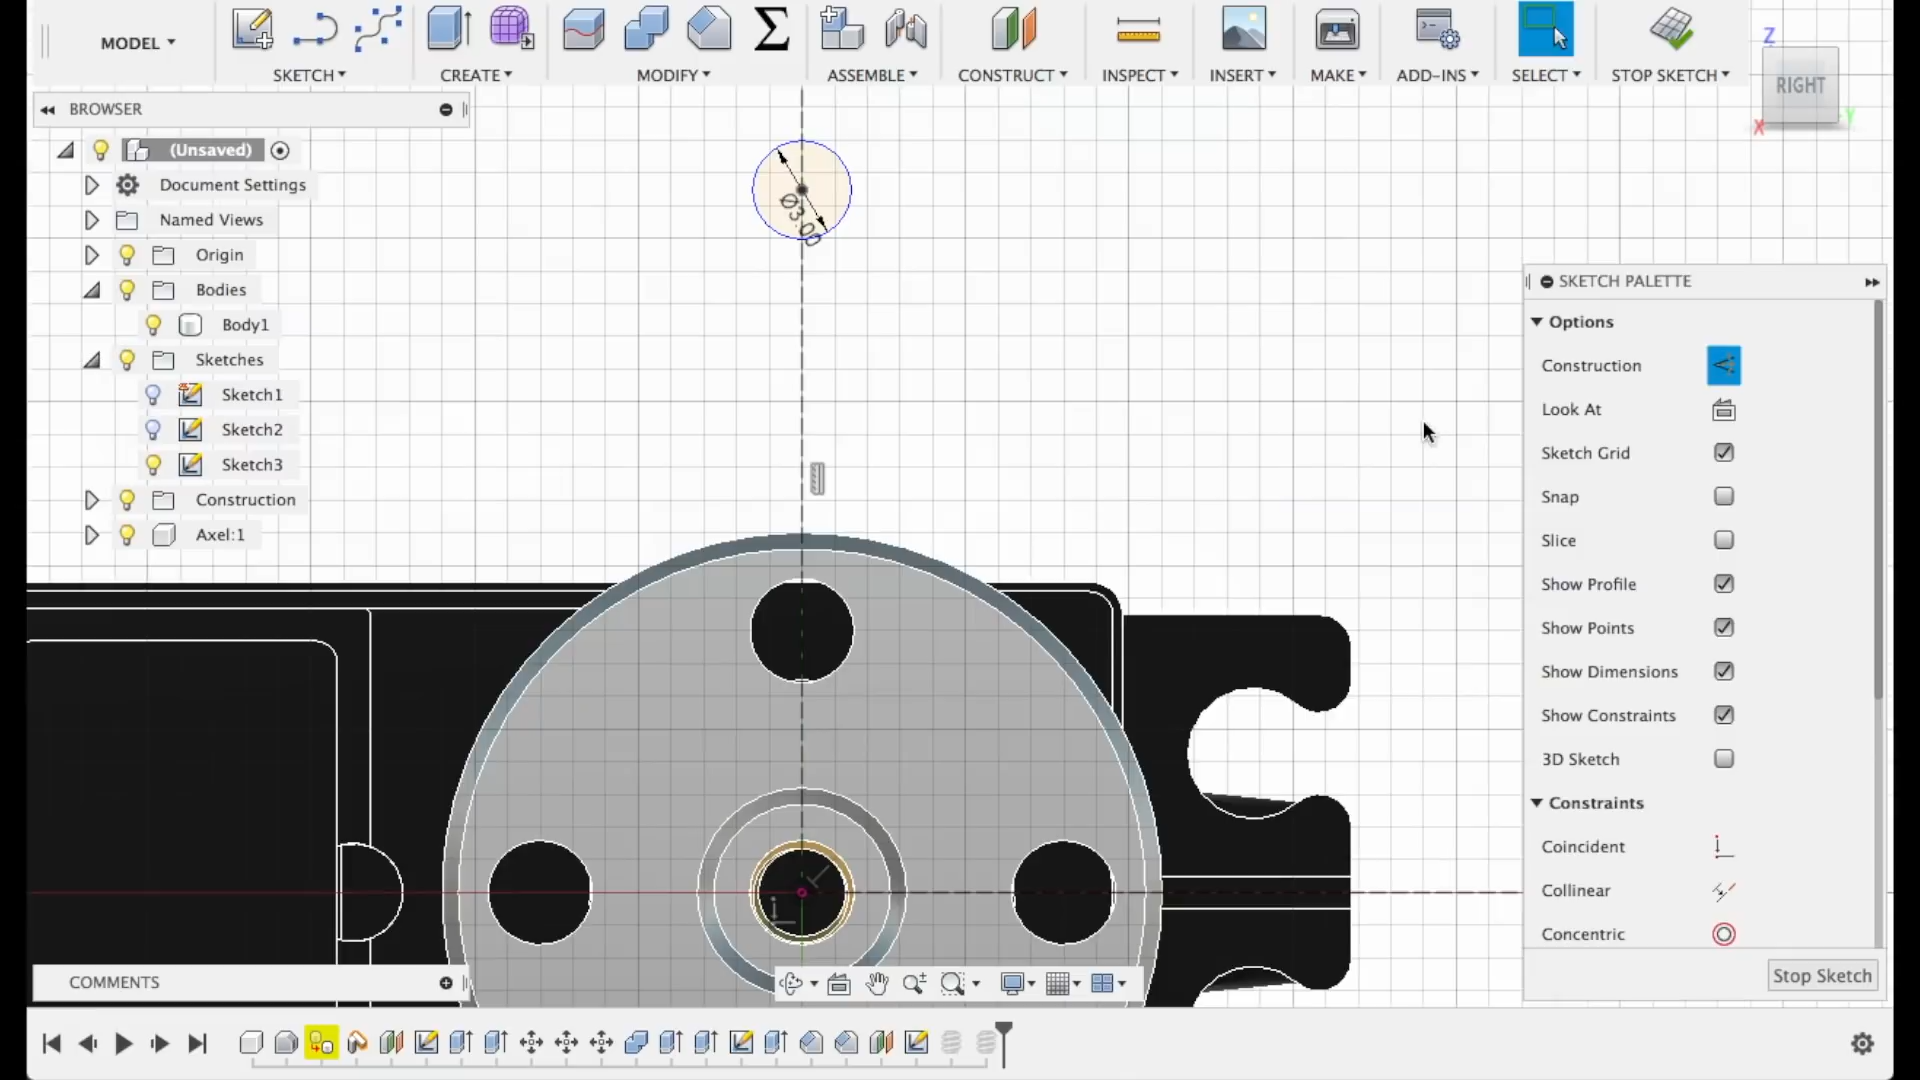 MODEL
SKETCH
CREATE
MODIFY
ASSEMBLE
CONSTRUCT
INSPECT
INSERT
MAKE
ADD-INS
SELECT
STOP SKETCH
Z
RIGHT
X
Y
BROWSER
(Unsaved)
Document Settings
Named Views
Origin
Bodies
Body1
Sketches
Sketch1
Sketch2
Sketch3
Construction
Axel:1
Ø3.00
SKETCH PALETTE
Options
Construction
Look At
Sketch Grid
Snap
Slice
Show Profile
Show Points
Show Dimensions
Show Constraints
3D Sketch
Constraints
Coincident
Collinear
Concentric
Stop Sketch
COMMENTS